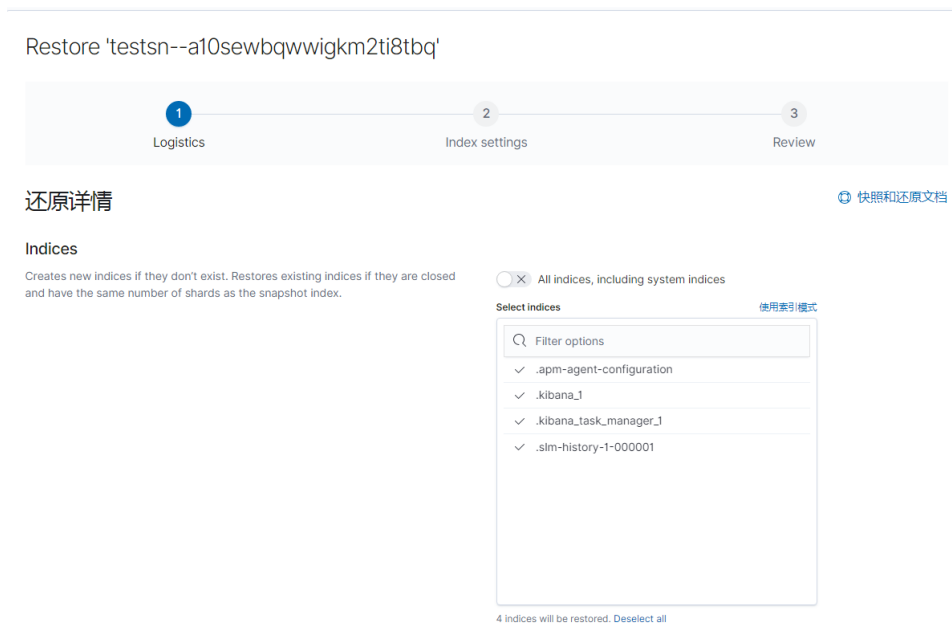 Restore 'testsn--a10sewbqwwigkm2ti8tbq'
1
2
3
Logistics
Index settings
Review
还原详情
快照和还原文档
Indices
Creates new indices if they don't exist. Restores existing indices if they are closed
and have the same number of shards as the snapshot index.
All indices, including system indices
Select indices
使用索引模式
Filter options
.apm-agent-configuration
.kibana_1
.kibana_task_manager_1
.slm-history-1-000001
4 indices will be restored. Deselect all